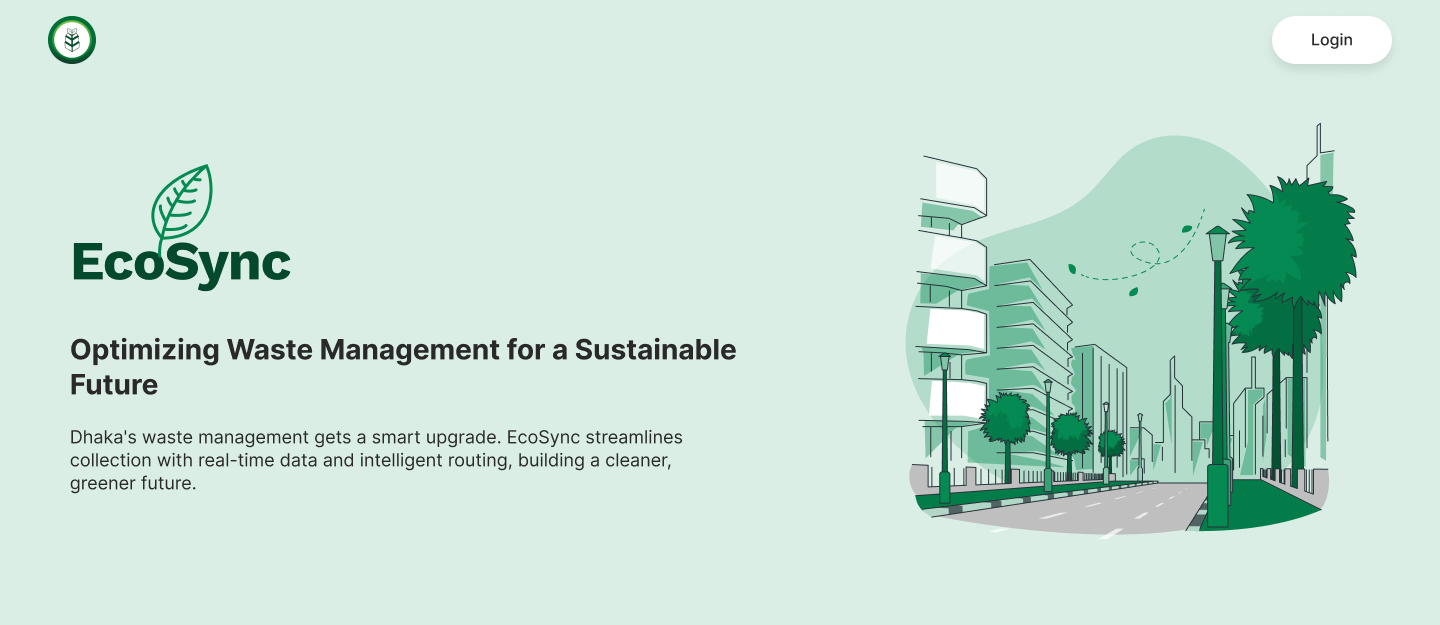 Login
EcoSync
Optimizing Waste Management for a Sustainable
Future
Dhaka's waste management gets a smart upgrade. EcoSync streamlines
collection with real-time data and intelligent routing, building a cleaner,
greener future.